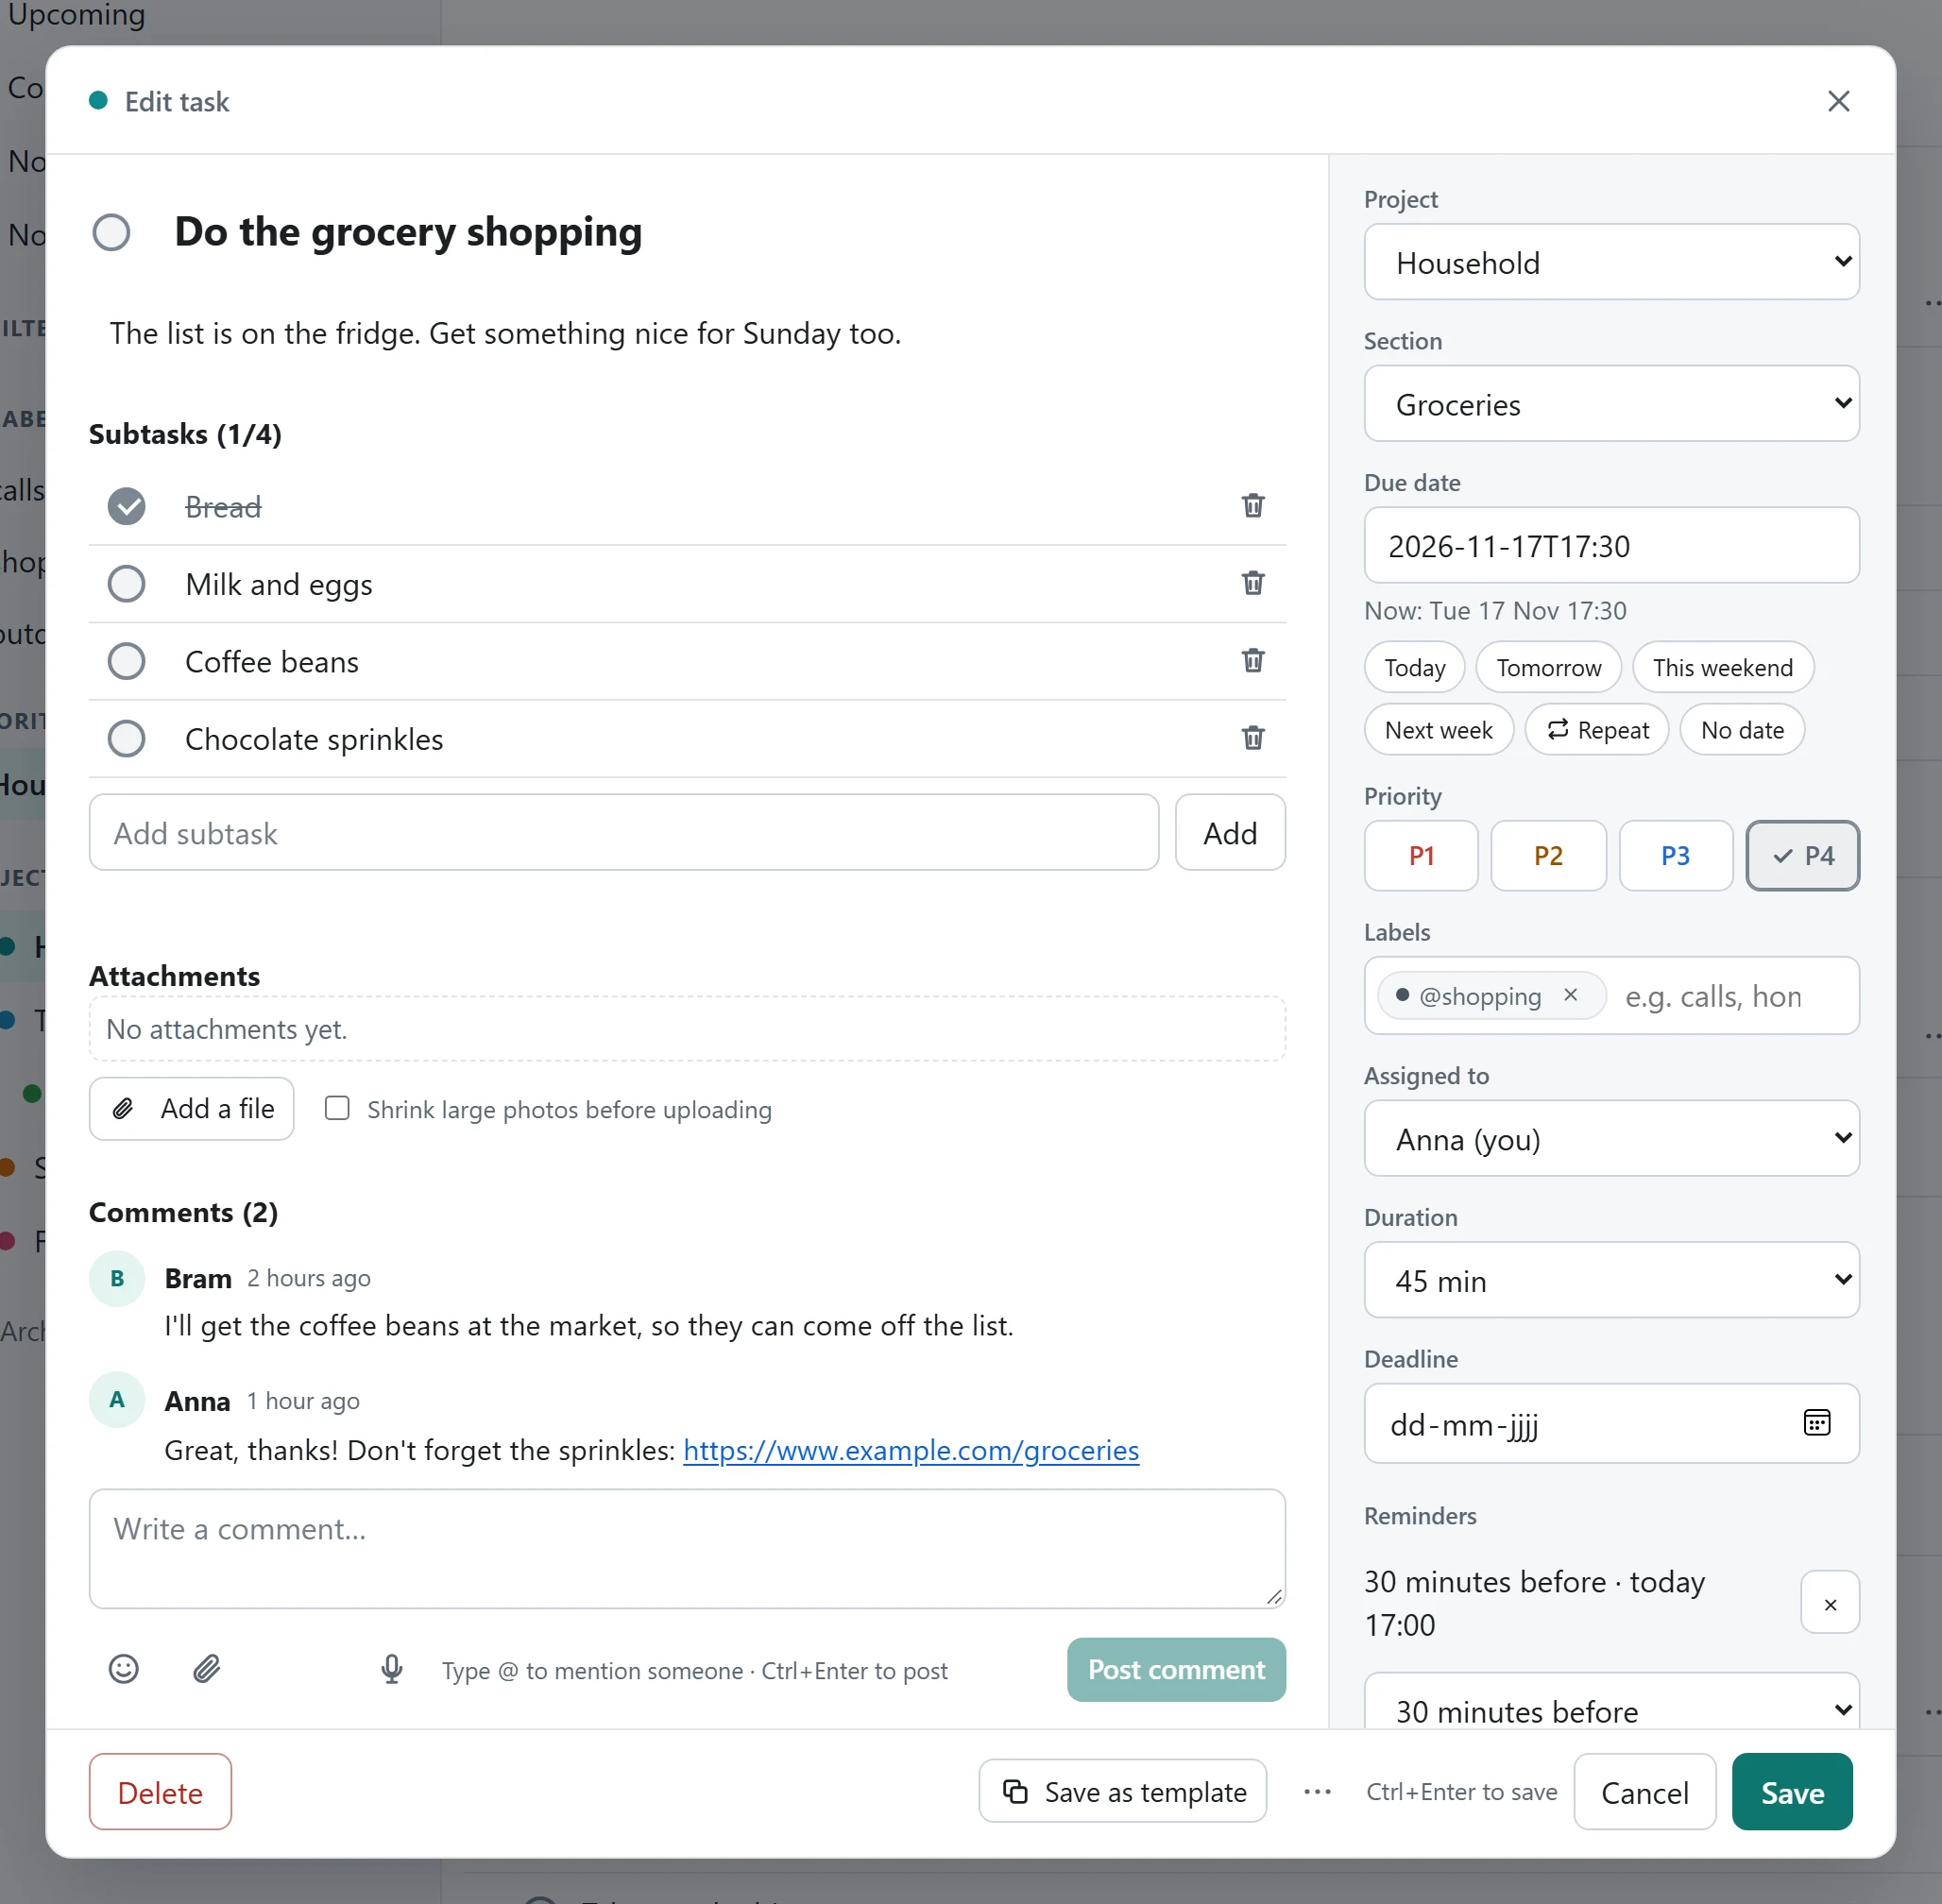 Upcoming
Edit task
Do the grocery shopping
The list is on the fridge. Get something nice for Sunday too.
Subtasks (1/4)
Bread
Milk and eggs
Coffee beans
Chocolate sprinkles
Add subtask
Add
Attachments
No attachments yet.
Add a file
Shrink large photos before uploading
Comments (2)
B
Bram 2 hours ago
I'll get the coffee beans at the market, so they can come off the list.
A
Anna 1 hour ago
Great, thanks! Don't forget the sprinkles: https://www.example.com/groceries
Write a comment...
Type @ to mention someone · Ctrl+Enter to post
Post comment
Project
Household
Section
Groceries
Due date
2026-11-17T17:30
Now: Tue 17 Nov 17:30
Today
Tomorrow
This weekend
Next week
Repeat
No date
Priority
P1
P2
P3
P4
Labels
@shopping
e.g. calls, hon
Assigned to
Anna (you)
Duration
45 min
Deadline
dd-mm-jjjj
Reminders
30 minutes before · today
17:00
30 minutes before
Delete
Save as template
Ctrl+Enter to save
Cancel
Save